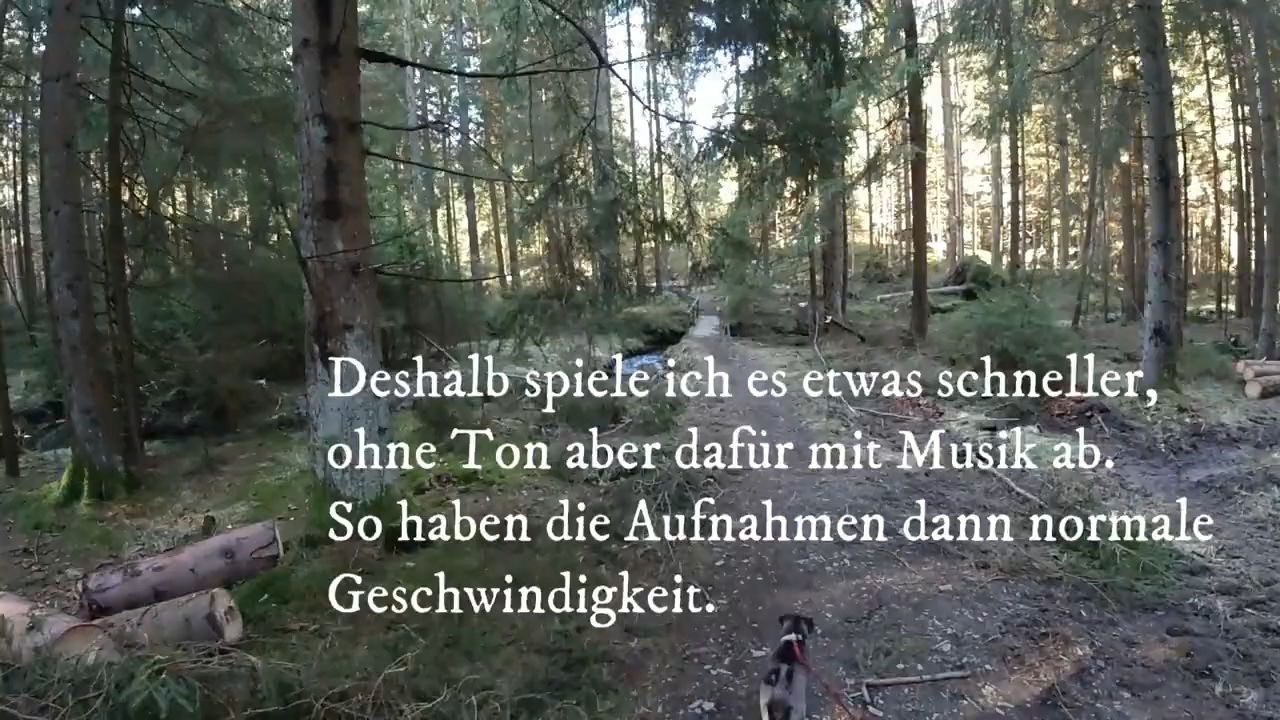 Deshalb spiele ich es etwas schneller,
ohne Ton aber dafür mit Musik ab.
So haben die Aufnahmen dann normale
Geschwindigkeit.